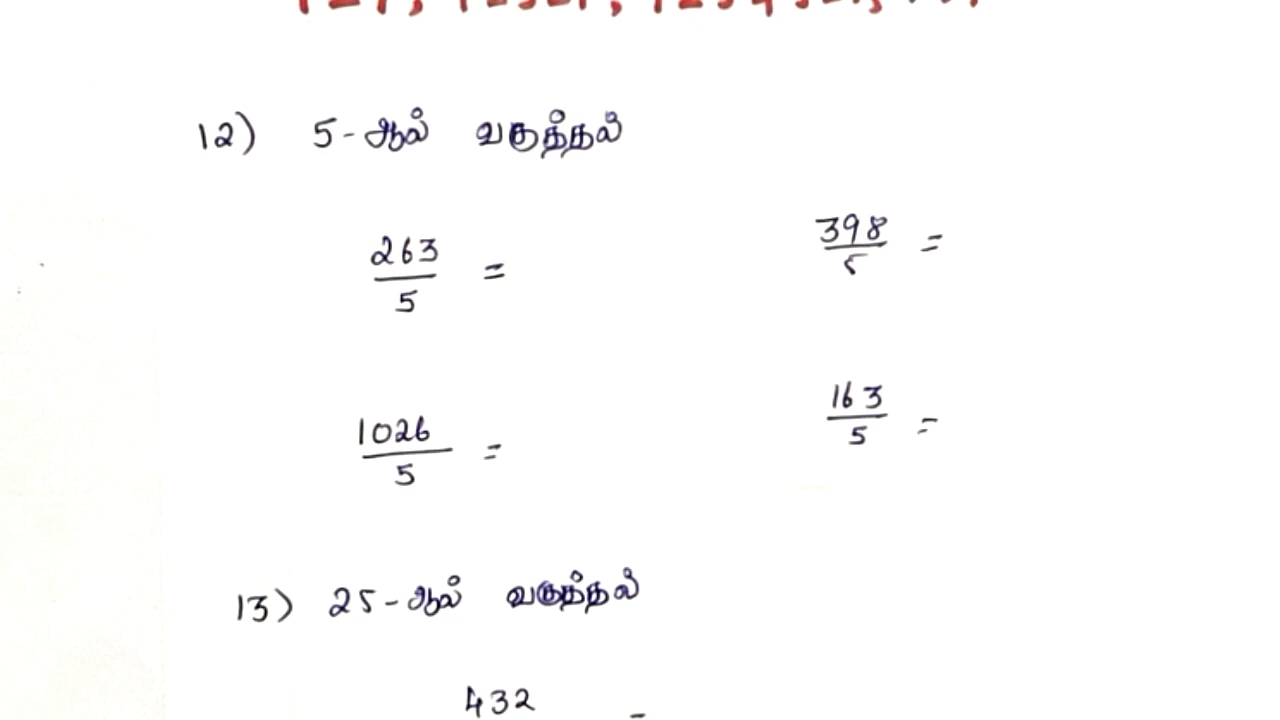 12) 5-ஆல் வகுத்தல்
263/5 =
398/5 =
1026/5 =
163/5 =
13) 25-ஆல் வகுத்தல்
432 =